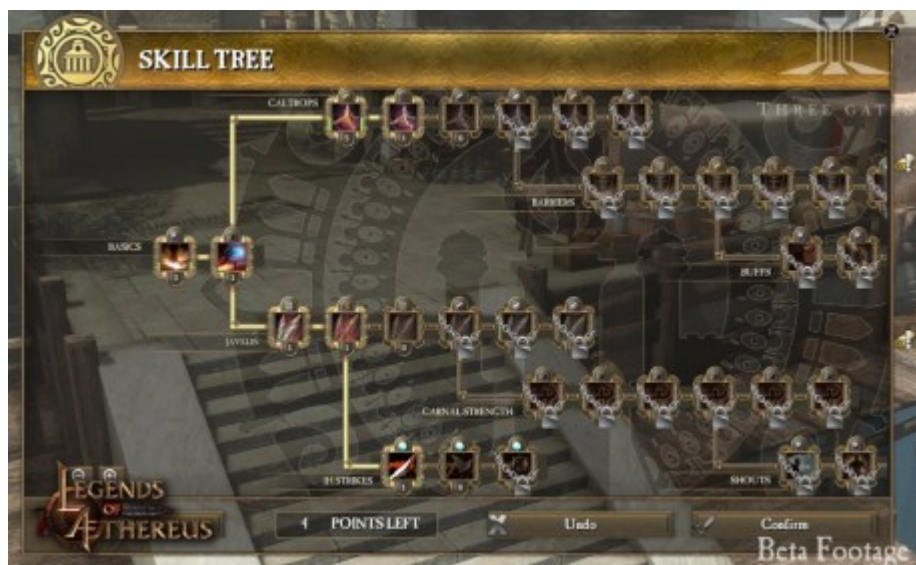 SKILL TREE
THREE GAT
CALTROPS
BARRIERS
BASICS
BUFFS
JAVELIN
CARNAL STRENGTH
1H STRIKES
SHOUTS
LEGENDS
OF
ÆTHEREUS
4 POINTS LEFT
Undo
Confirm
Beta Footage